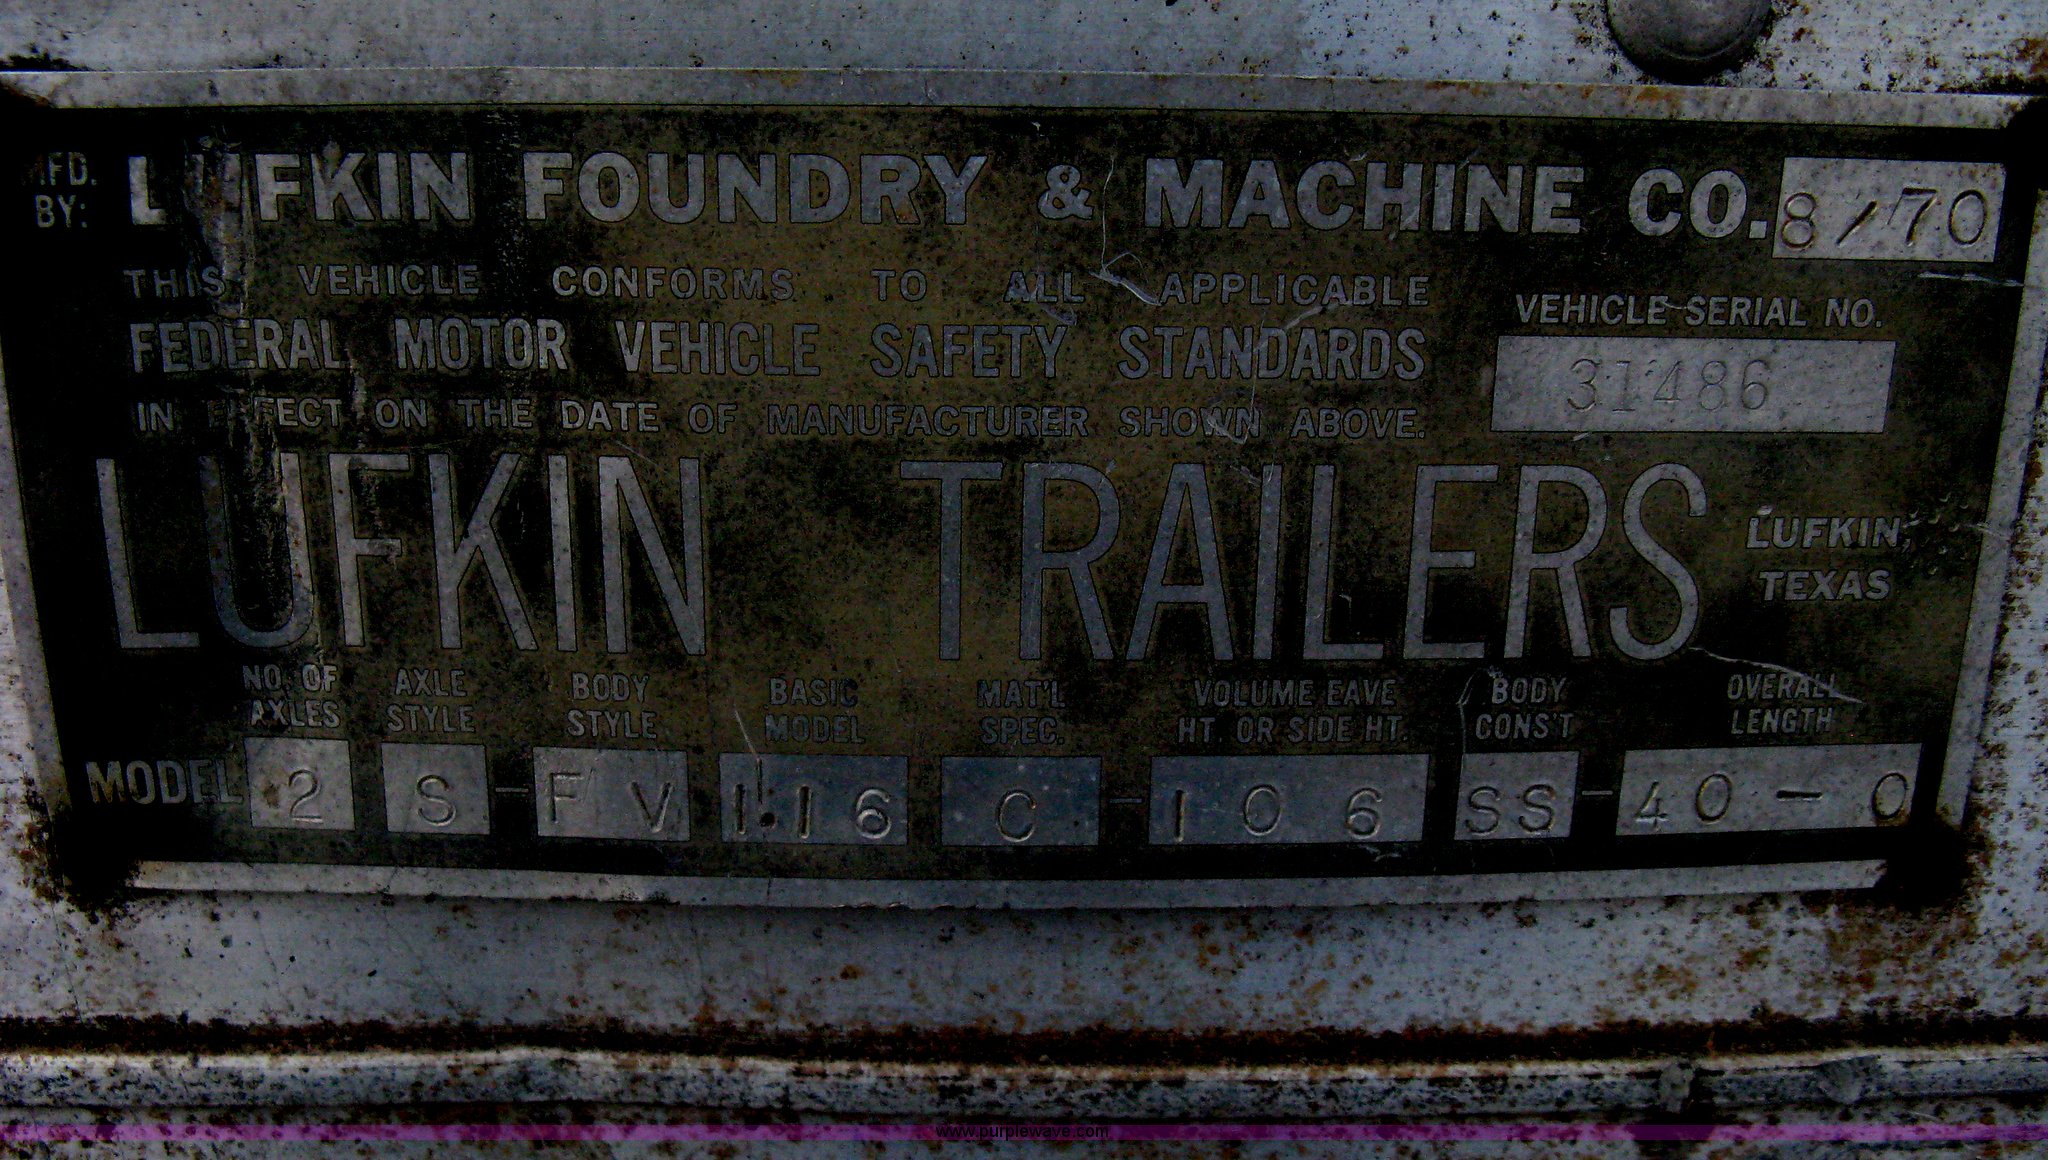 MFD. BY: LUFKIN FOUNDRY & MACHINE CO. 8/70
THIS VEHICLE CONFORMS TO ALL APPLICABLE
FEDERAL MOTOR VEHICLE SAFETY STANDARDS
IN EFFECT ON THE DATE OF MANUFACTURER SHOWN ABOVE.
VEHICLE SERIAL NO.
31486
LUFKIN TRAILERS
LUFKIN,
TEXAS
NO. OF AXLES
AXLE STYLE
BODY STYLE
BASIC MODEL
MAT'L SPEC.
VOLUME EAVE HT. OR SIDE HT.
BODY CONS'T
OVERALL LENGTH
MODEL 2 S - F V 116 C - 106 SS - 40 - 0
www.purplewave.com